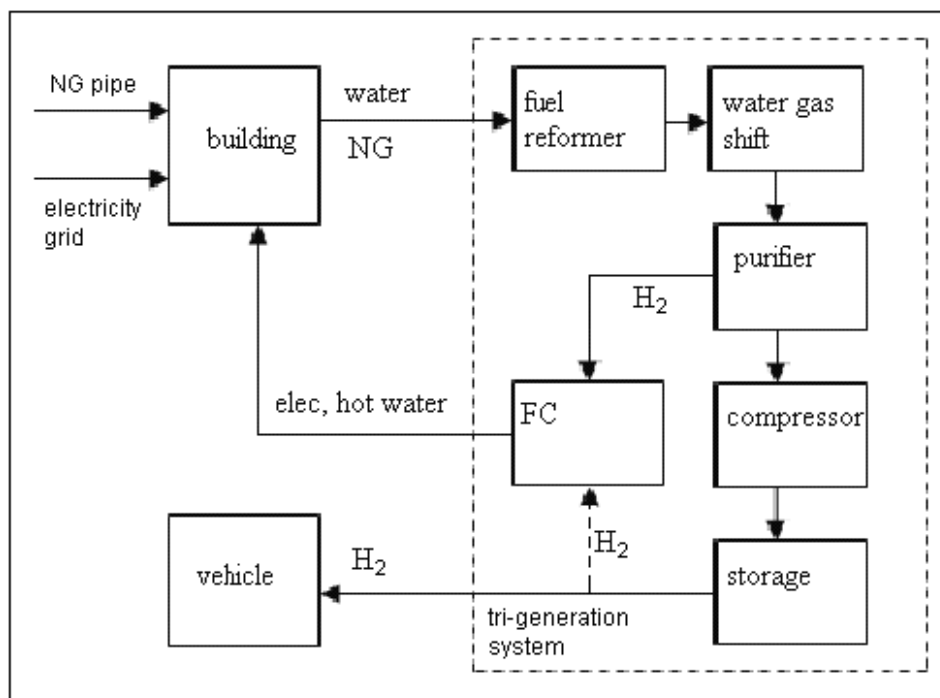 NG pipe
building
electricity
grid
water
NG
fuel
reformer
water gas
shift
purifier
H2
FC
elec, hot water
compressor
vehicle
H2
H2
storage
tri-generation
system